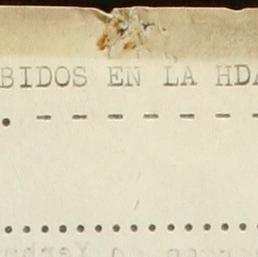 BIDOS EN LA HDA
. - - - - - -
................